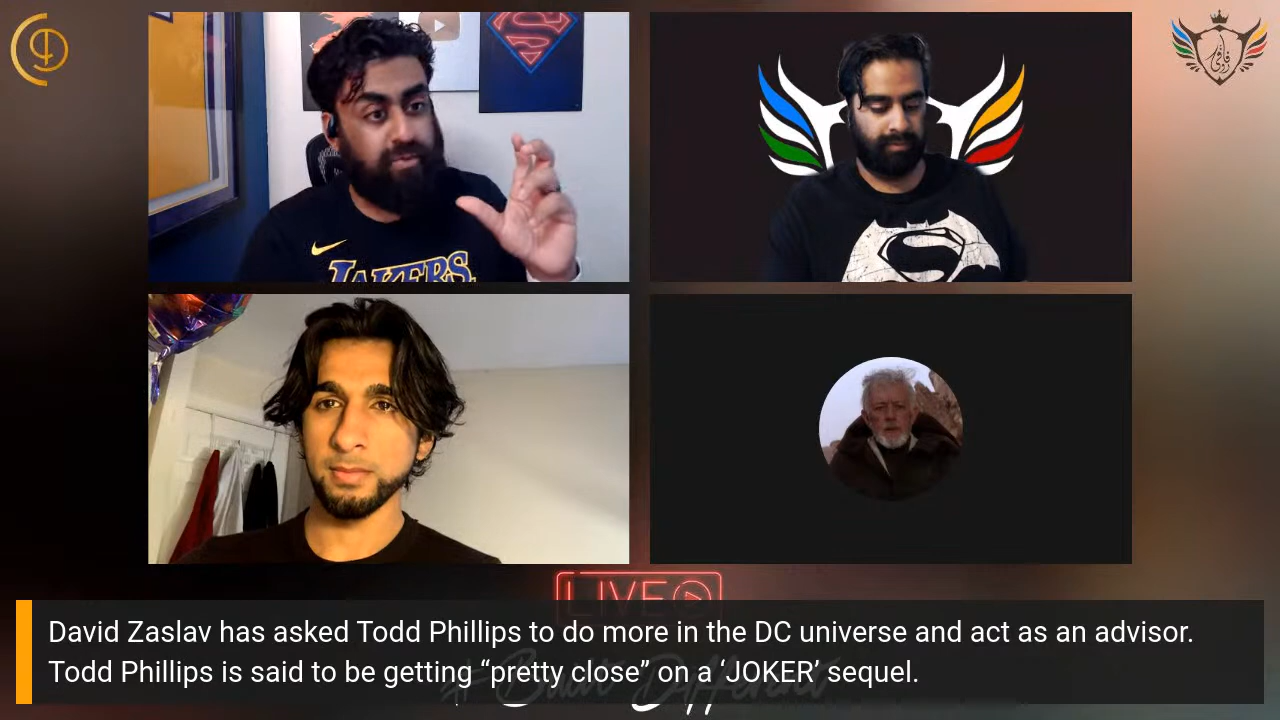 LAKERS
LIVE
David Zaslav has asked Todd Phillips to do more in the DC universe and act as an advisor.
Todd Phillips is said to be getting “pretty close” on a ‘JOKER’ sequel.